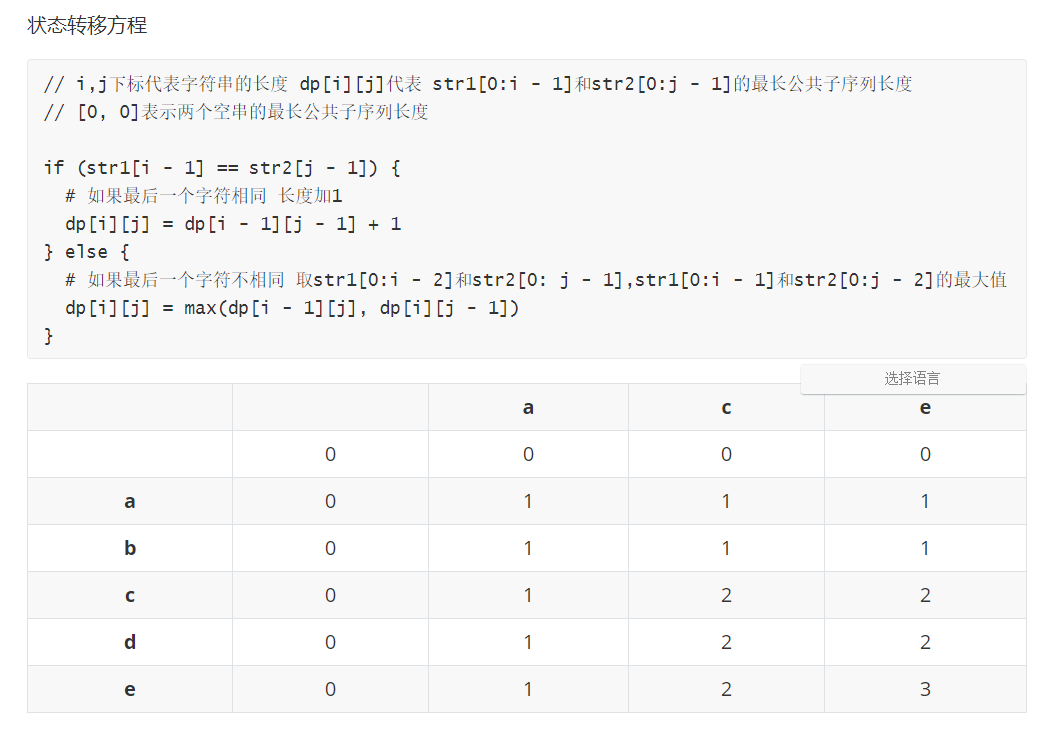 状态转移方程
// i,j下标代表字符串的长度 dp[i][j]代表 str1[0:i - 1]和str2[0:j - 1]的最长公共子序列长度
// [0, 0]表示两个空串的最长公共子序列长度
if (str1[i - 1] == str2[j - 1]) {
# 如果最后一个字符相同 长度加1
dp[i][j] = dp[i - 1][j - 1] + 1
} else {
# 如果最后一个字符不相同 取str1[0:i - 2]和str2[0: j - 1],str1[0:i - 1]和str2[0:j - 2]的最大值
dp[i][j] = max(dp[i - 1][j], dp[i][j - 1])
}
选择语言
a c e
0 0 0 0
a 0 1 1 1
b 0 1 1 1
c 0 1 2 2
d 0 1 2 2
e 0 1 2 3